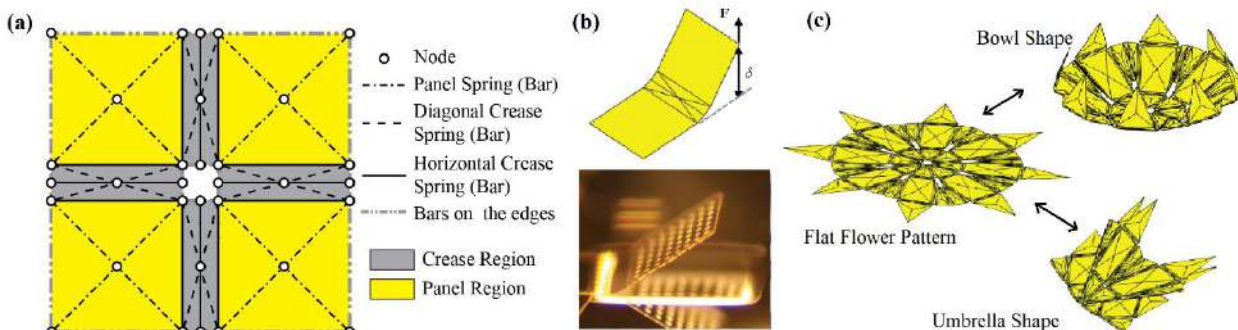 (a)
Node
Panel Spring (Bar)
Diagonal Crease
Spring (Bar)
Horizontal Crease
Spring (Bar)
Bars on the edges
Crease Region
Panel Region
(b)
F
δ
(c)
Bowl Shape
Flat Flower Pattern
Umbrella Shape